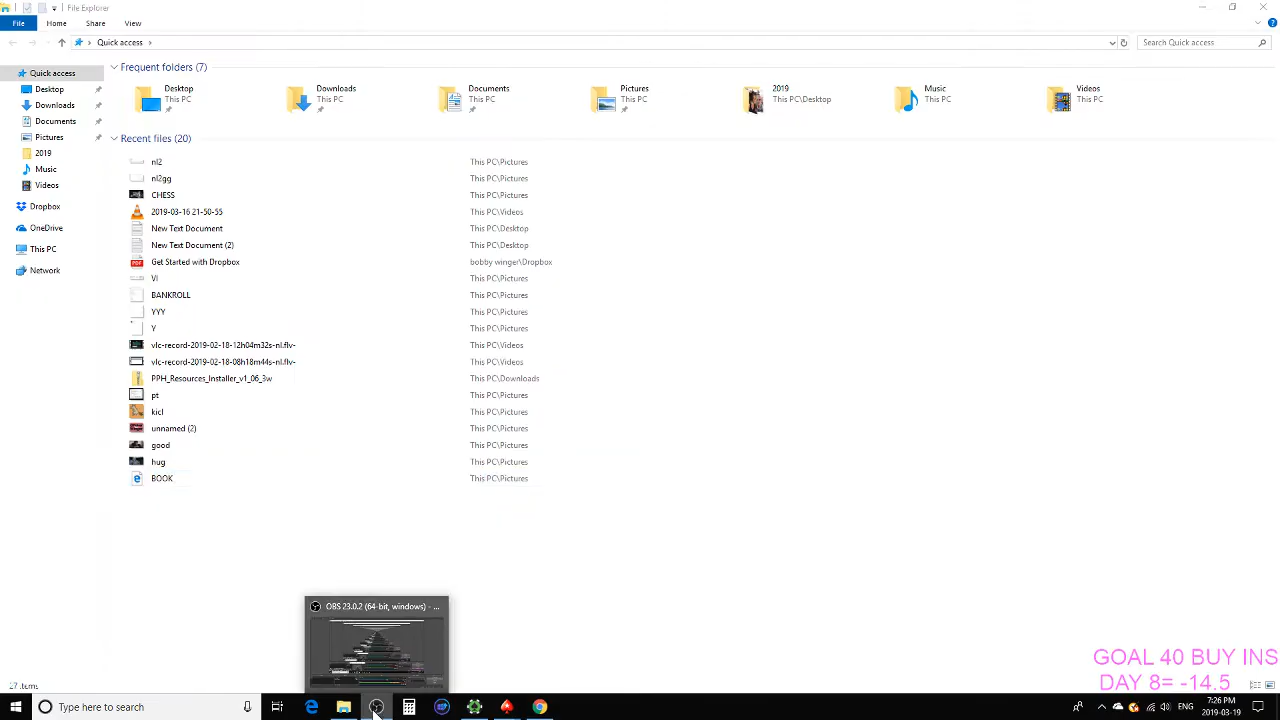 File Explorer
File Home Share View
Quick access
Search Quick access
Quick access
Desktop
Downloads
Documents
Pictures
2019
Music
Videos
Dropbox
OneDrive
This PC
Network
Frequent folders (7)
Desktop
This PC
Downloads
This PC
Documents
This PC
Pictures
This PC
2019
This PC\Desktop
Music
This PC
Videos
This PC
Recent files (20)
nl2 This PC\Pictures
nl2gg This PC\Pictures
CHESS This PC\Pictures
2019-03-16 21-50-55 This PC\Videos
New Text Document This PC\Desktop
New Text Document (2) This PC\Desktop
Get Started with Dropbox bobby winger\Dropbox
VI This PC\Pictures
BANKROLL This PC\Pictures
YYY This PC\Pictures
Y This PC\Pictures
vlc-record-2019-02-18-12h04m32s-nl.flv- This PC\Videos
vlc-record-2019-02-18-08h18m44s-nl.flv- This PC\Videos
PPH_Resources_Installer_v1_06_3w This PC\Downloads
pt This PC\Pictures
kicl This PC\Pictures
unnamed (2) This PC\Pictures
good This PC\Pictures
hug This PC\Pictures
BOOK This PC\Pictures
OBS 23.0.2 (64-bit, windows) - ...
GOAL 40 BUY INS
DAY 8= -14.5
27 items
Type here to search
ENG
7:26 PM
2019-03-19